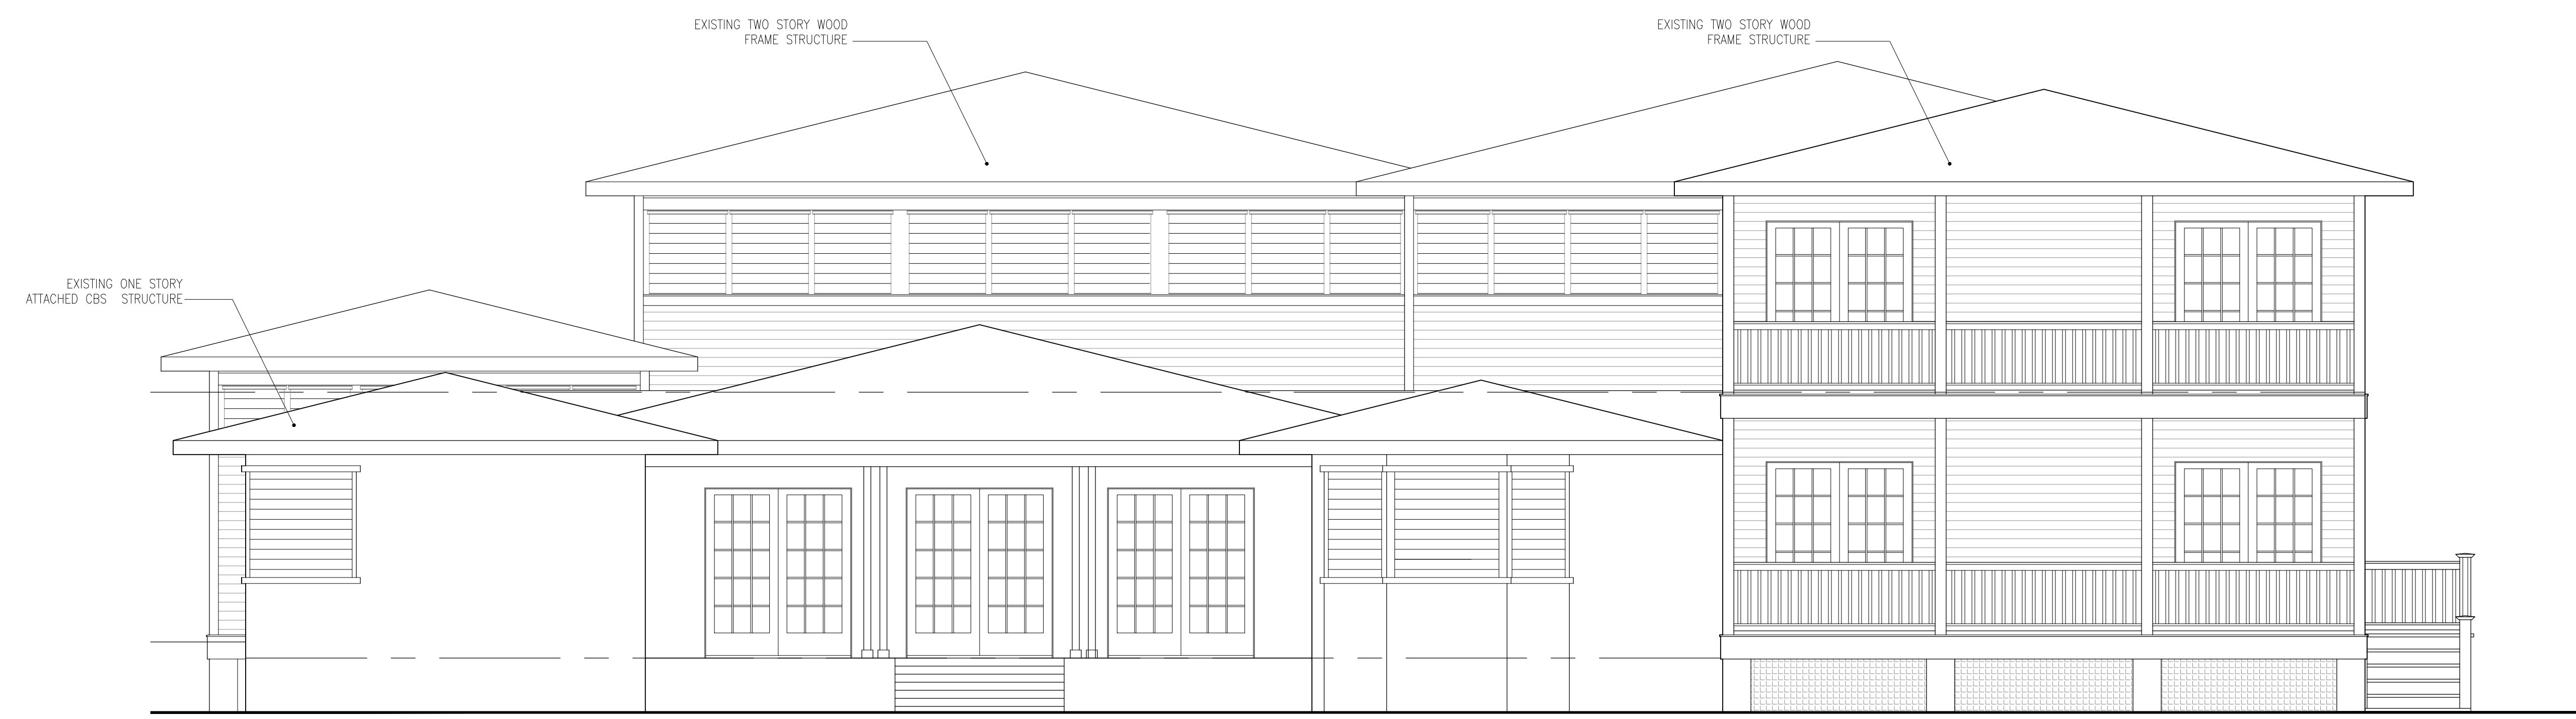 EXISTING TWO STORY WOOD
FRAME STRUCTURE
EXISTING TWO STORY WOOD
FRAME STRUCTURE
EXISTING ONE STORY
ATTACHED CBS STRUCTURE